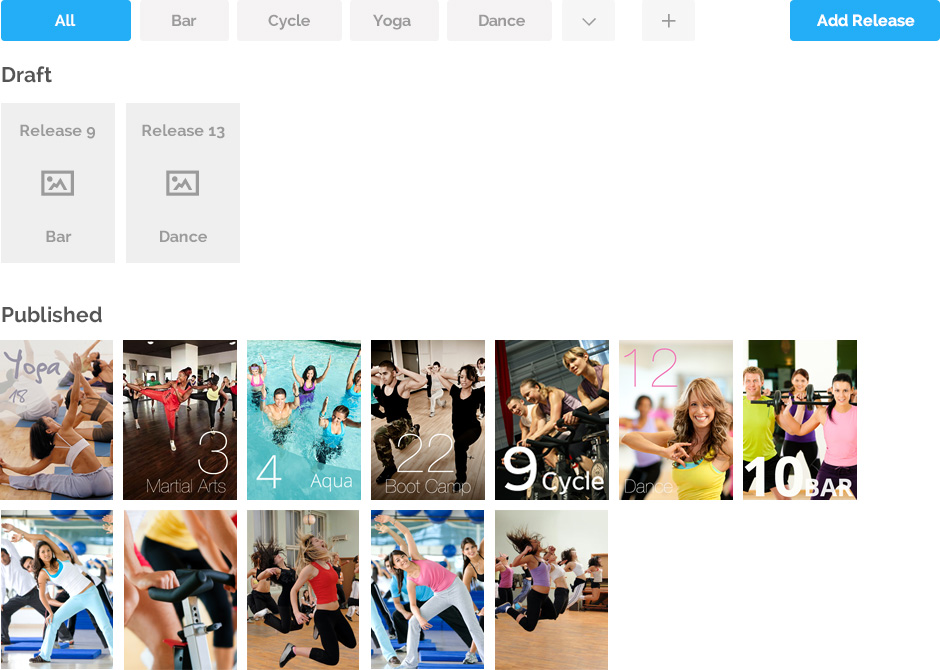 All Bar Cycle Yoga Dance Add Release
Draft
Release 9 Release 13
Bar Dance
Published
Yoga
18
3
Martial Arts
4
Aqua
22
Boot Camp
9 Cycle
12
Dance
10 BAR